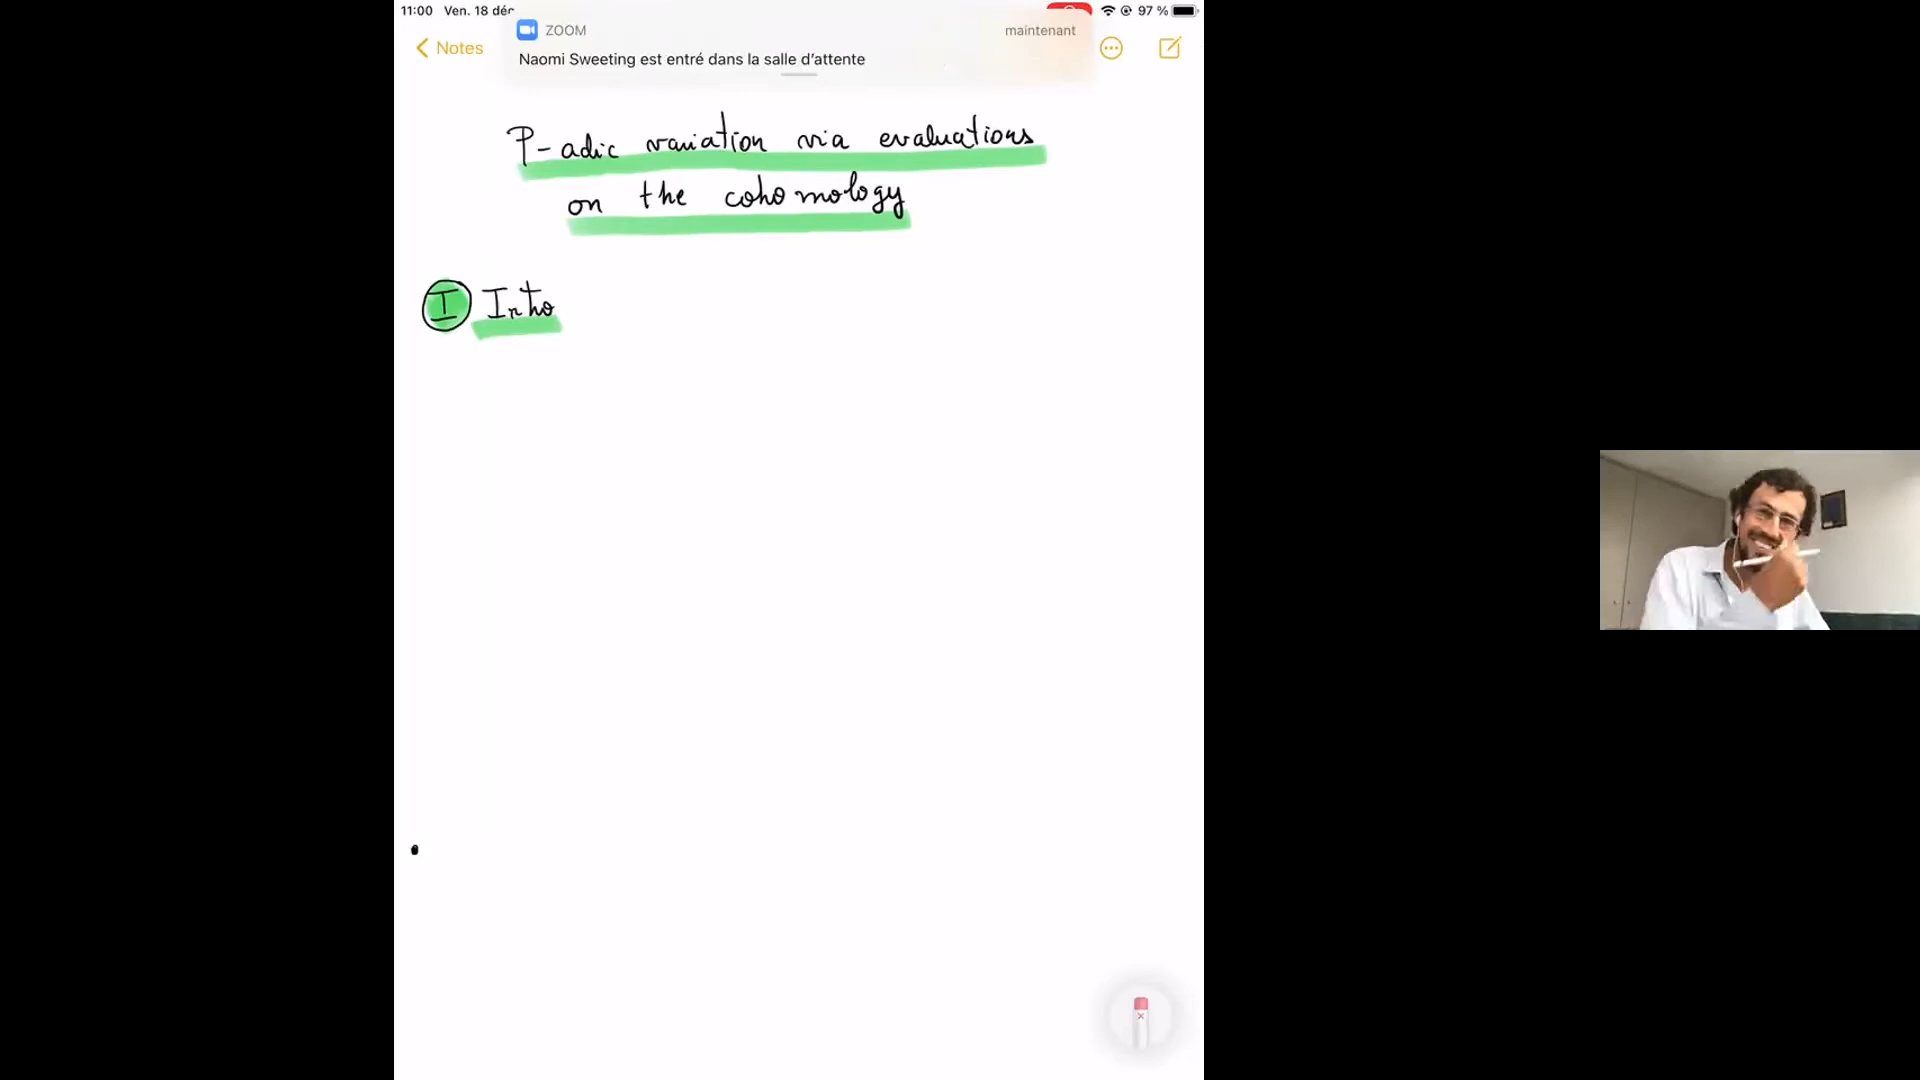 11:00 Ven. 18 déc
97 %
ZOOM maintenant
Naomi Sweeting est entré dans la salle d'attente
Notes
P-adic variation via evaluations
on the cohomology
I Intro